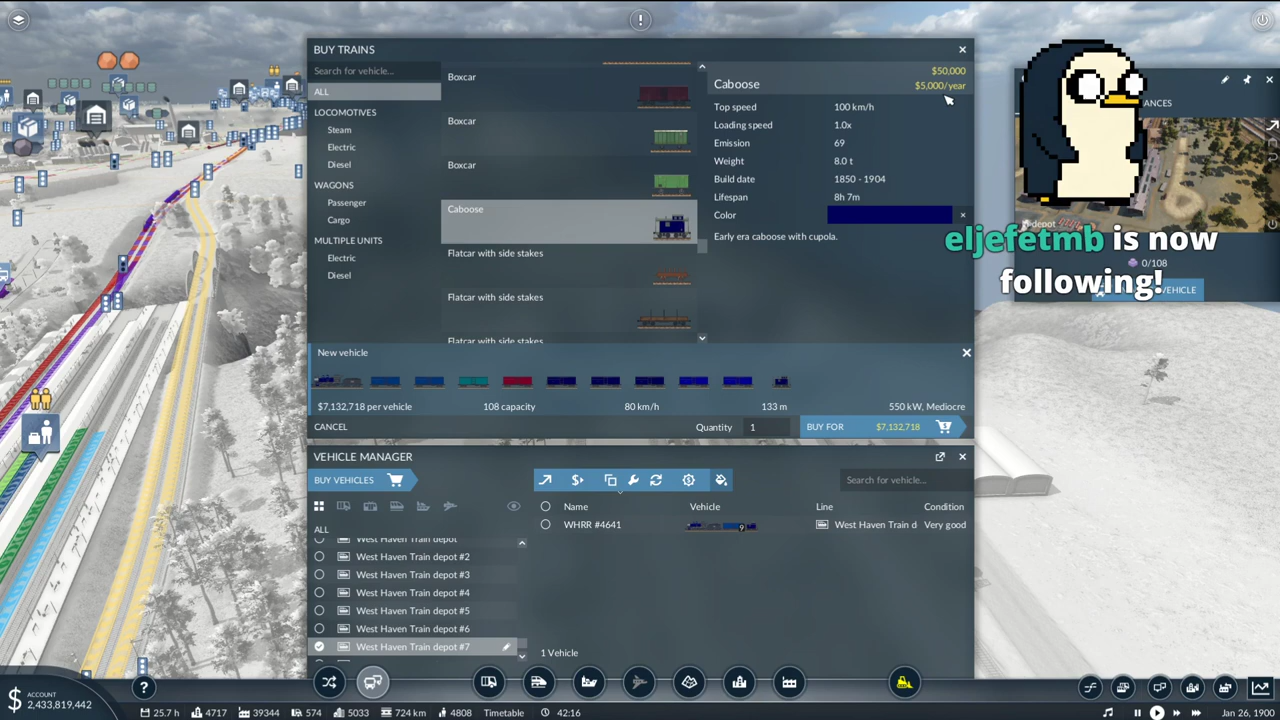 BUY TRAINS
Search for vehicle...
ALL
LOCOMOTIVES
Steam
Electric
Diesel
WAGONS
Passenger
Cargo
MULTIPLE UNITS
Electric
Diesel
Boxcar
Boxcar
Boxcar
Caboose
Flatcar with side stakes
Flatcar with side stakes
Flatcar with side stakes
$50,000
Caboose
$5,000/year
Top speed 100 km/h
Loading speed 1.0x
Emission 69
Weight 8.0 t
Build date 1850 - 1904
Lifespan 8h 7m
Color
Early era caboose with cupola.
New vehicle
$7,132,718 per vehicle 108 capacity 80 km/h 133 m 550 kW, Mediocre
CANCEL Quantity 1 BUY FOR $7,132,718
VEHICLE MANAGER
BUY VEHICLES
Search for vehicle...
ALL
West Haven Train depot
West Haven Train depot #2
West Haven Train depot #3
West Haven Train depot #4
West Haven Train depot #5
West Haven Train depot #6
West Haven Train depot #7
Name Vehicle Line Condition
WHRR #4641 9 West Haven Train d Very good
1 Vehicle
ANCES
depot
eljefetmb is now
following!
0/108
VEHICLE
$ ACCOUNT
2,433,819,442
?
25.7 h 4717 39344 574 5033 724 km 4808 Timetable 42:16
Jan 26, 1900